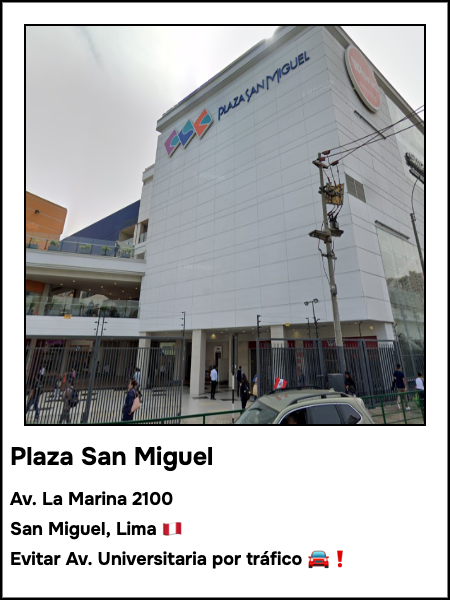 PLAZA SAN MIGUEL
Plaza San Miguel
Av. La Marina 2100
San Miguel, Lima 🇵🇪
Evitar Av. Universitaria por tráfico 🚘❗